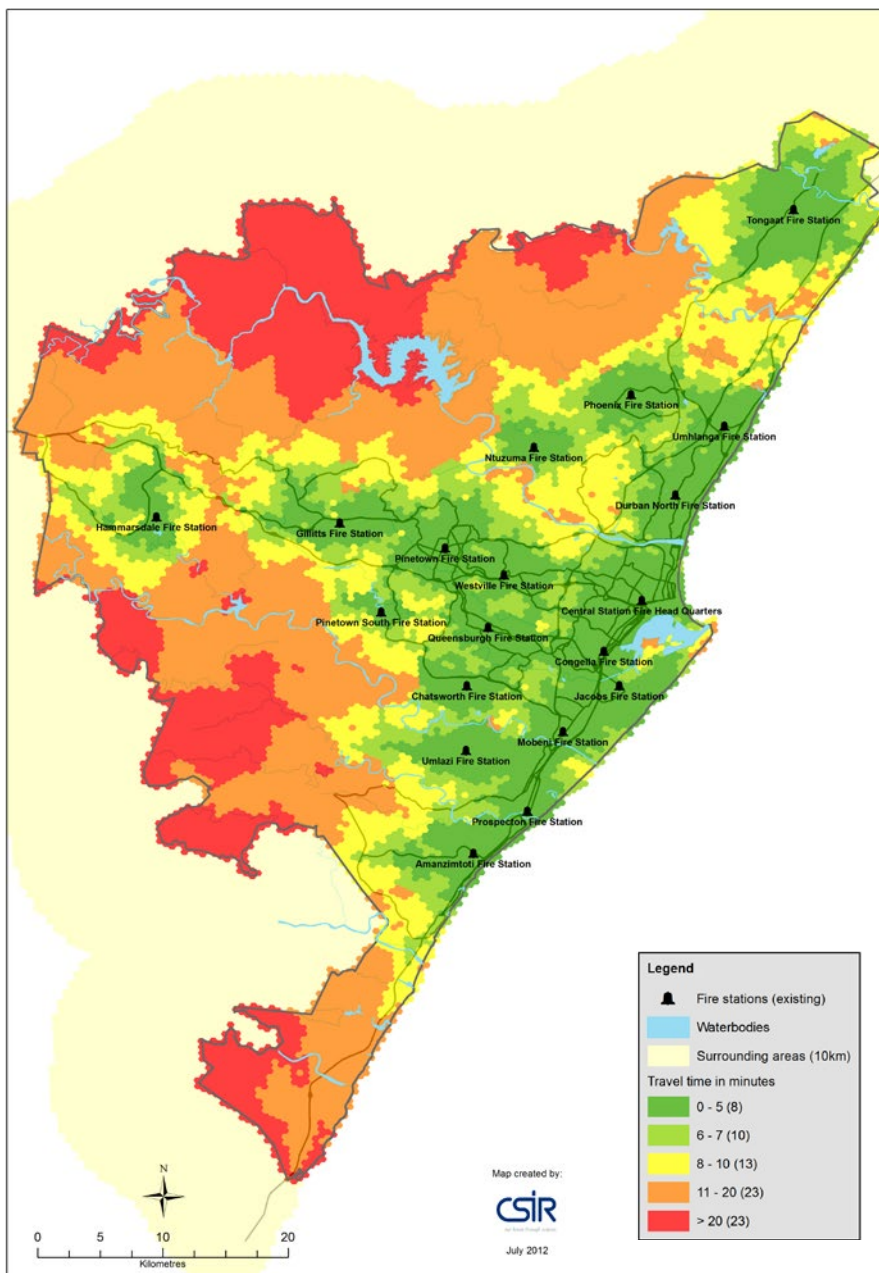 Tongaat Fire Station
Phoenix Fire Station
Umhlanga Fire Station
Ntuzuma Fire Station
Durban North Fire Station
Hammarsdale Fire Station
Gillitts Fire Station
Pinetown Fire Station
Westville Fire Station
Central Station Fire Head Quarters
Pinetown South Fire Station
Queensburgh Fire Station
Congella Fire Station
Chatsworth Fire Station
Jacobs Fire Station
Mobeni Fire Station
Umlazi Fire Station
Prospecton Fire Station
Amanzimtoti Fire Station
Legend
Fire stations (existing)
Waterbodies
Surrounding areas (10km)
Travel time in minutes
0 - 5 (8)
6 - 7 (10)
8 - 10 (13)
11 - 20 (23)
> 20 (23)
N
Map created by:
CSIR
July 2012
0 5 10 20
Kilometres